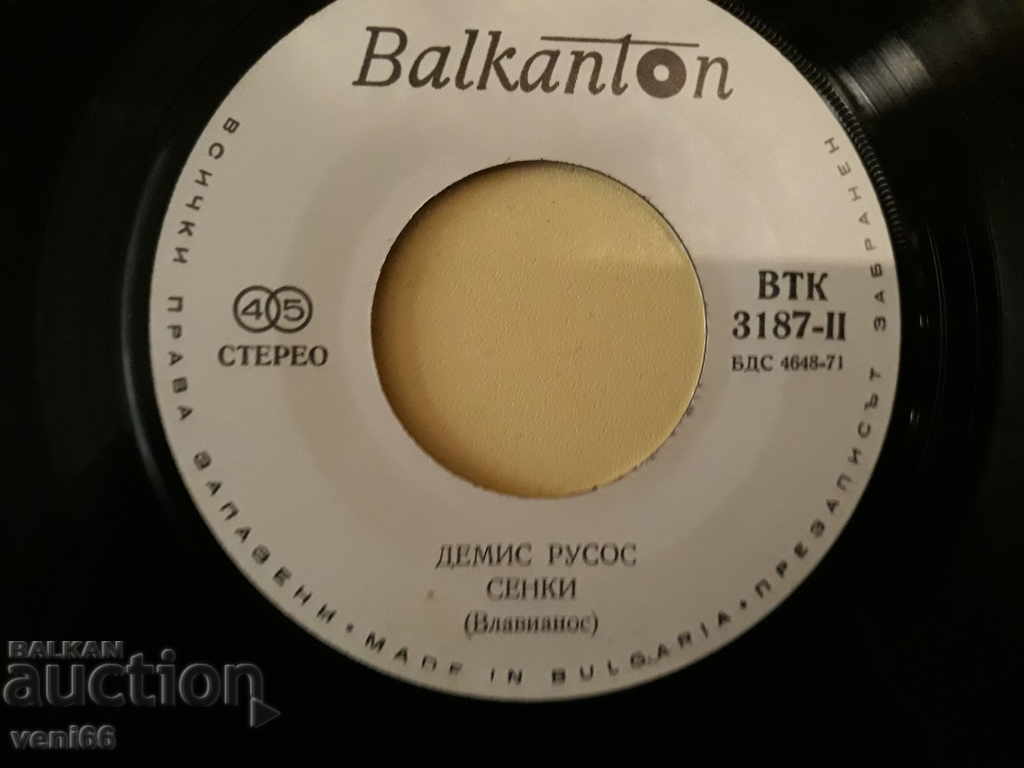 Balkanton
ВСИЧКИ ПРАВА ЗАПАЗЕНИ • MADE IN BULGARIA • ПРЕЗАПИСЪТ ЗАБРАНЕН
45
СТЕРЕО
ВТК
3187-II
БДС 4648-71
ДЕМИС РУСОС
СЕНКИ
(Влавианос)
BALKAN
auction
veni66